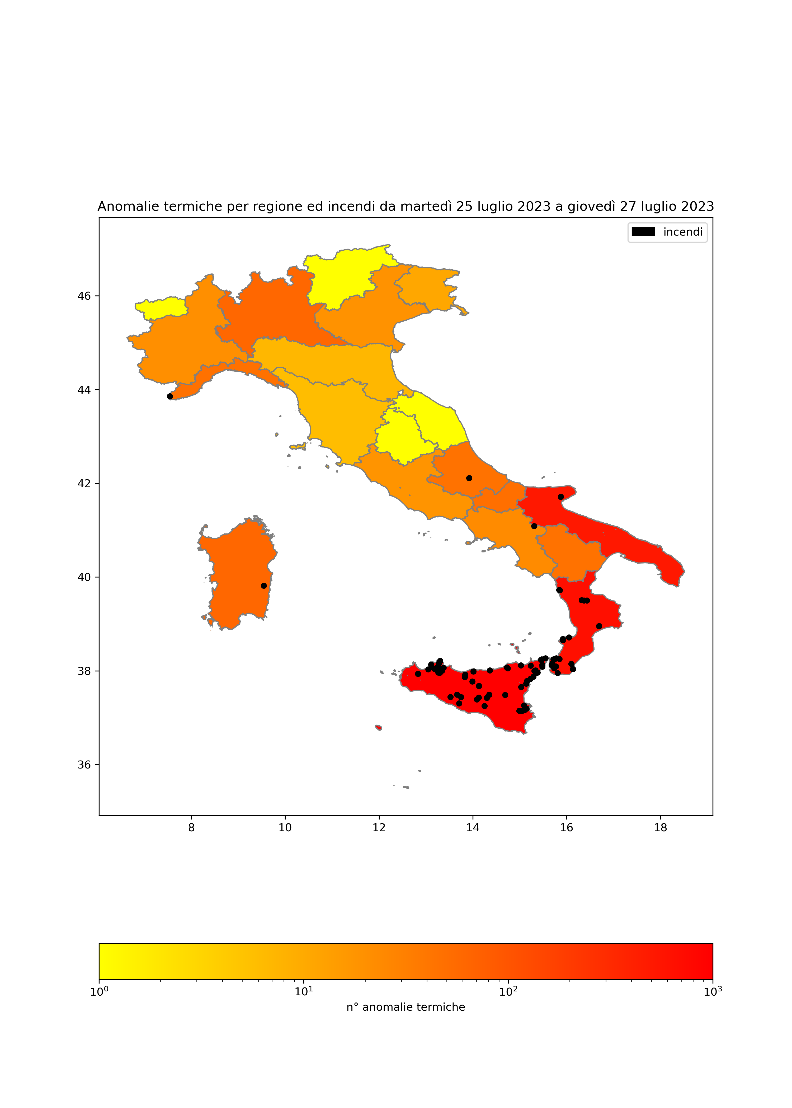 Anomalie termiche per regione ed incendi da martedì 25 luglio 2023 a giovedì 27 luglio 2023
incendi
46
44
42
40
38
36
8 10 12 14 16 18
10⁰ 10¹ 10² 10³
n° anomalie termiche